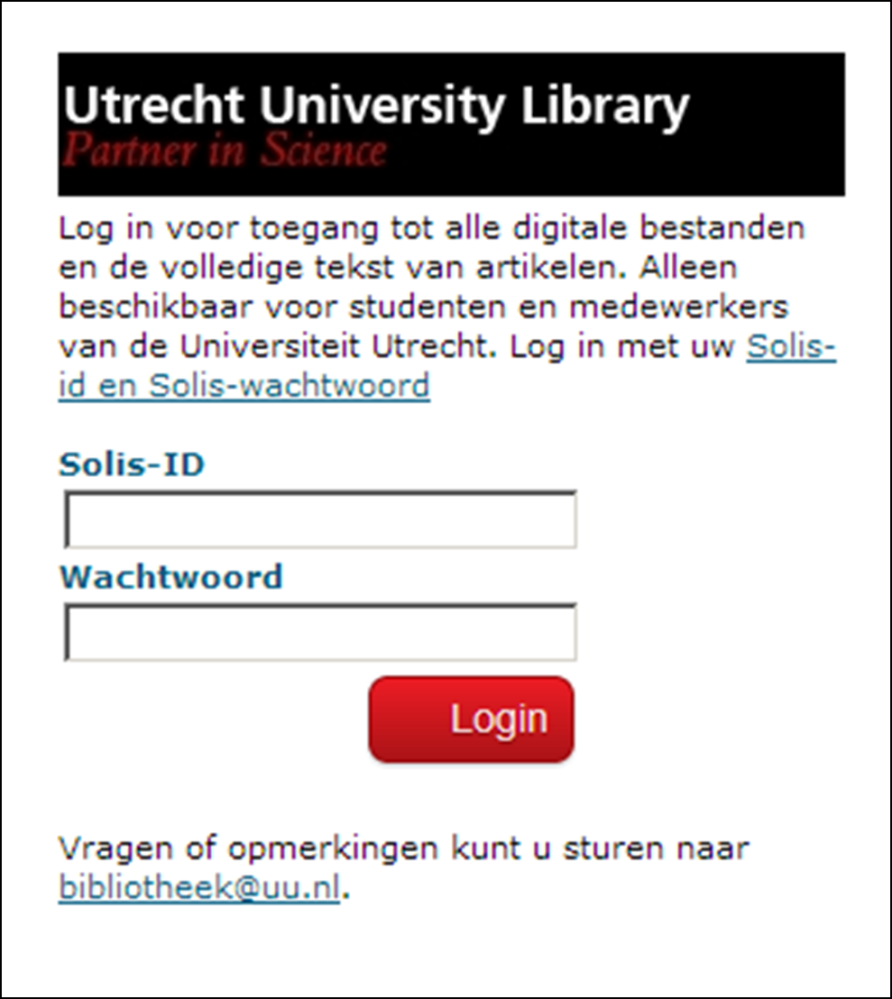 Utrecht University Library
Partner in Science
Log in voor toegang tot alle digitale bestanden
en de volledige tekst van artikelen. Alleen
beschikbaar voor studenten en medewerkers
van de Universiteit Utrecht. Log in met uw Solis-
id en Solis-wachtwoord
Solis-ID
Wachtwoord
Login
Vragen of opmerkingen kunt u sturen naar
bibliotheek@uu.nl.